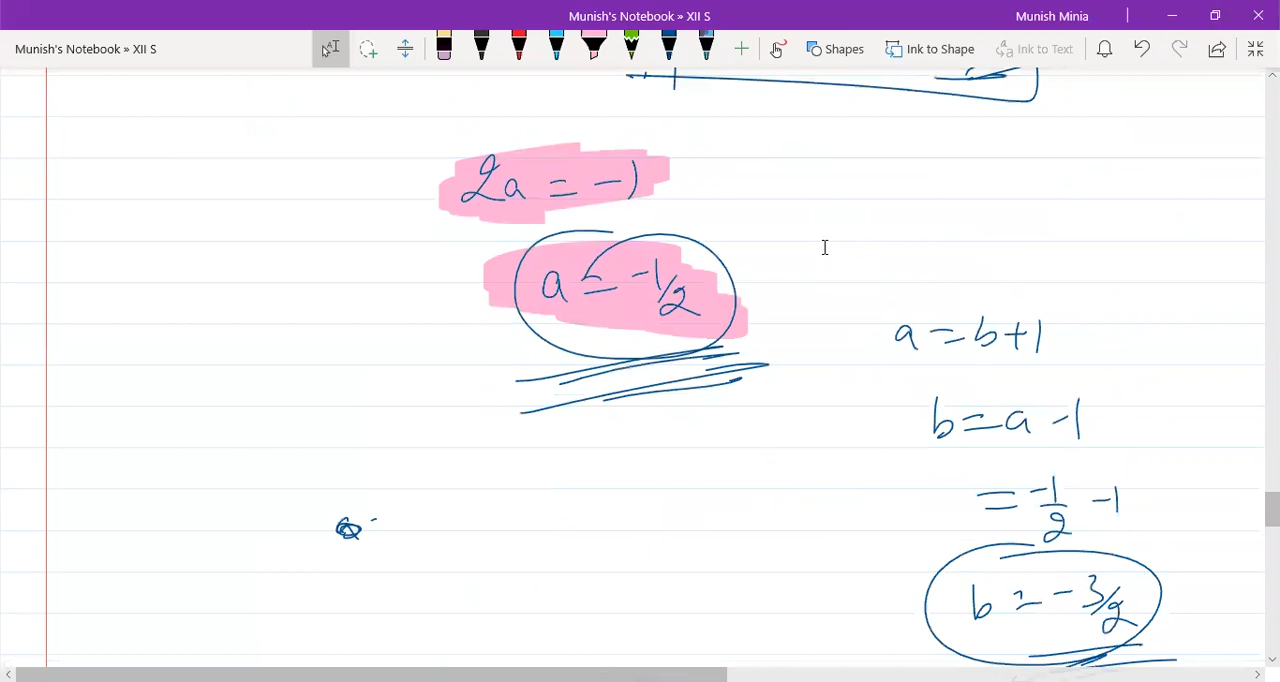 Munish's Notebook » XII S
Munish Minia
Munish's Notebook » XII S
Shapes
Ink to Shape
Ink to Text
2a = -1
a = -1/2
a = b + 1
b = a - 1
= -1/2 - 1
b = -3/2